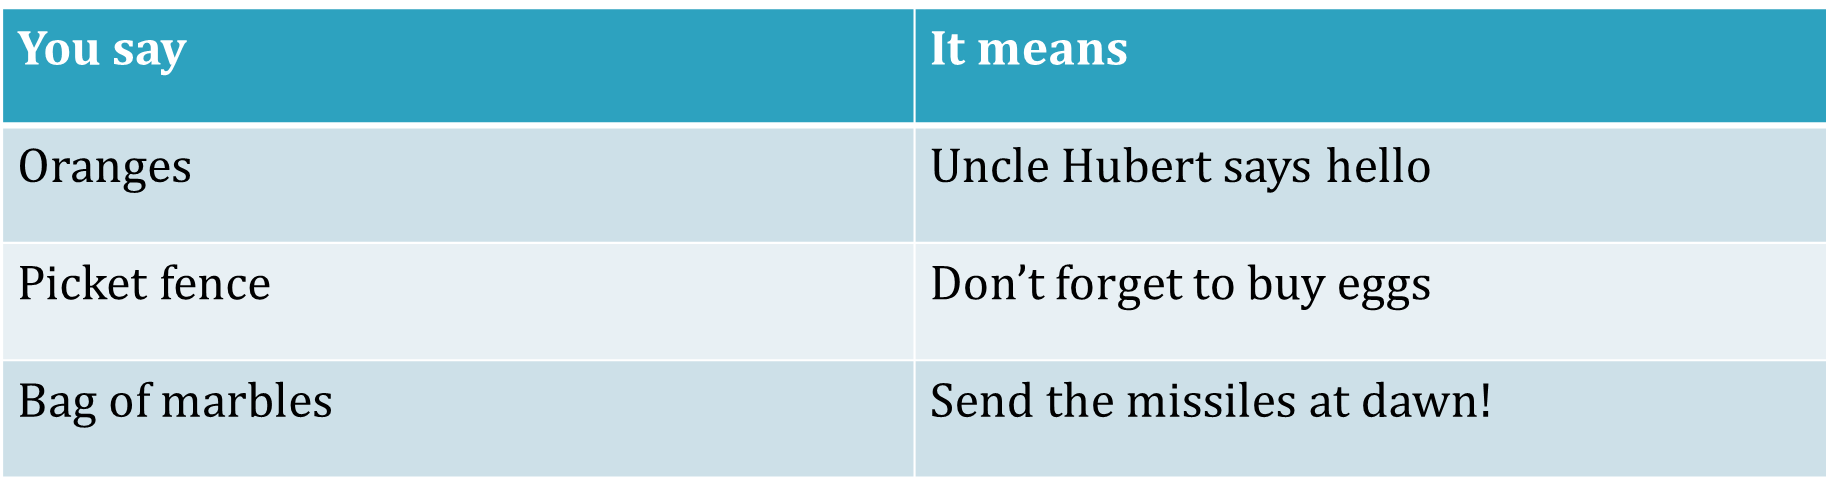 You say It means
Oranges Uncle Hubert says hello
Picket fence Don’t forget to buy eggs
Bag of marbles Send the missiles at dawn!